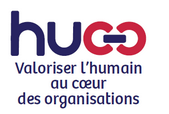 huco
Valoriser l'humain
au cœur
des organisations